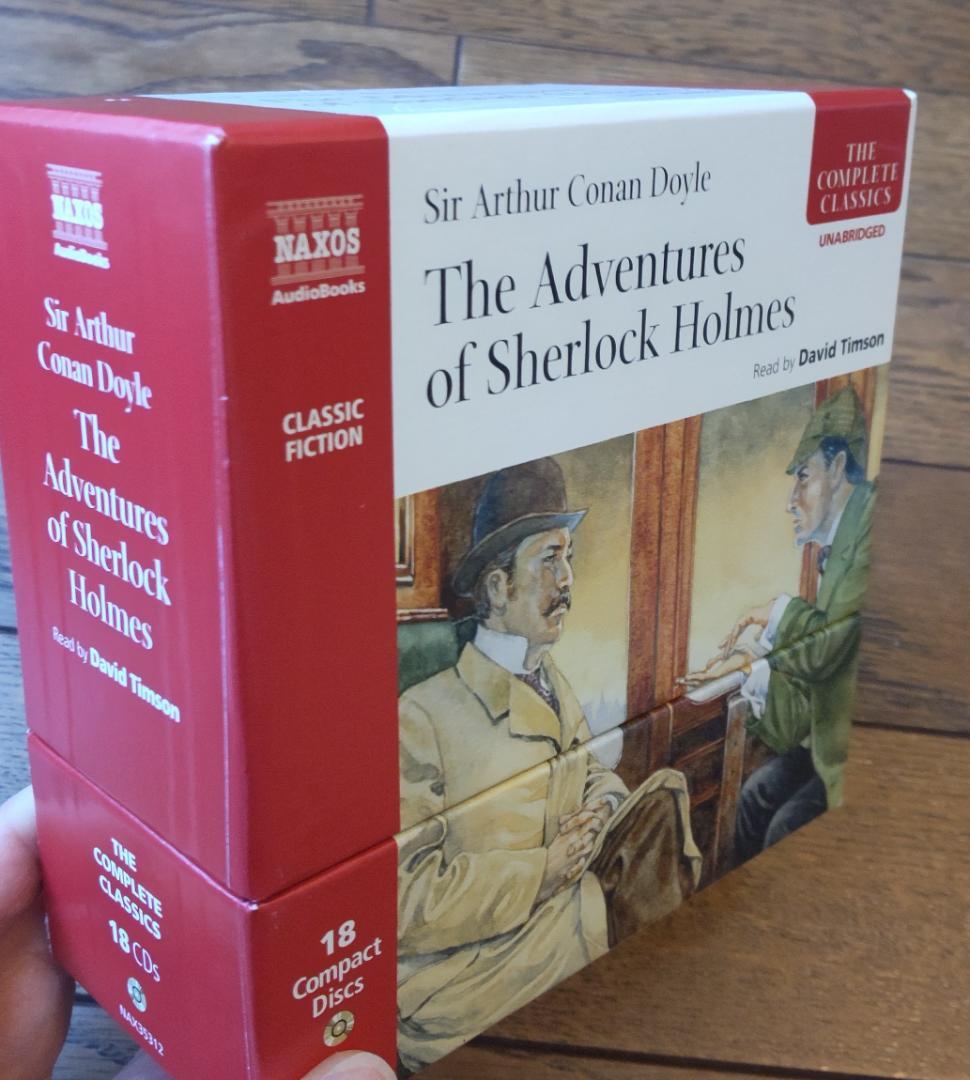 NAXOS
AudioBooks
Sir Arthur
Conan Doyle
The
Adventures
of Sherlock
Holmes
Read by David Timson
THE
COMPLETE
CLASSICS
18 CDs
NAX35312
NAXOS
AudioBooks
CLASSIC
FICTION
18
Compact
Discs
Sir Arthur Conan Doyle
The Adventures
of Sherlock Holmes
Read by David Timson
THE
COMPLETE
CLASSICS
UNABRIDGED